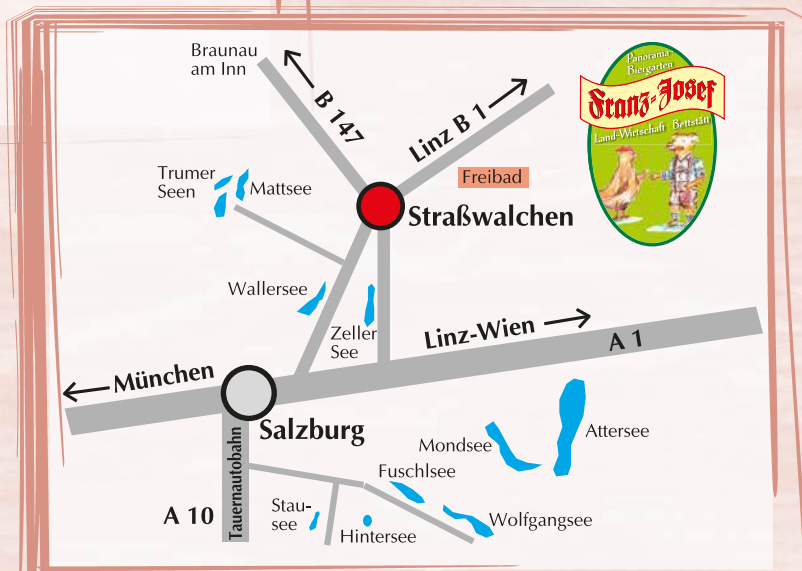 Braunau
am Inn
B 147
Linz B 1
Panorama-
Biergarten
Franz-Josef
Land-Wirtschaft · Bettstätt
Trumer
Seen
Mattsee
Freibad
Straßwalchen
Wallersee
Zeller
See
Linz-Wien
A 1
München
Salzburg
Tauernautobahn
A 10
Attersee
Mondsee
Fuschlsee
Stau-
see
Hintersee
Wolfgangsee